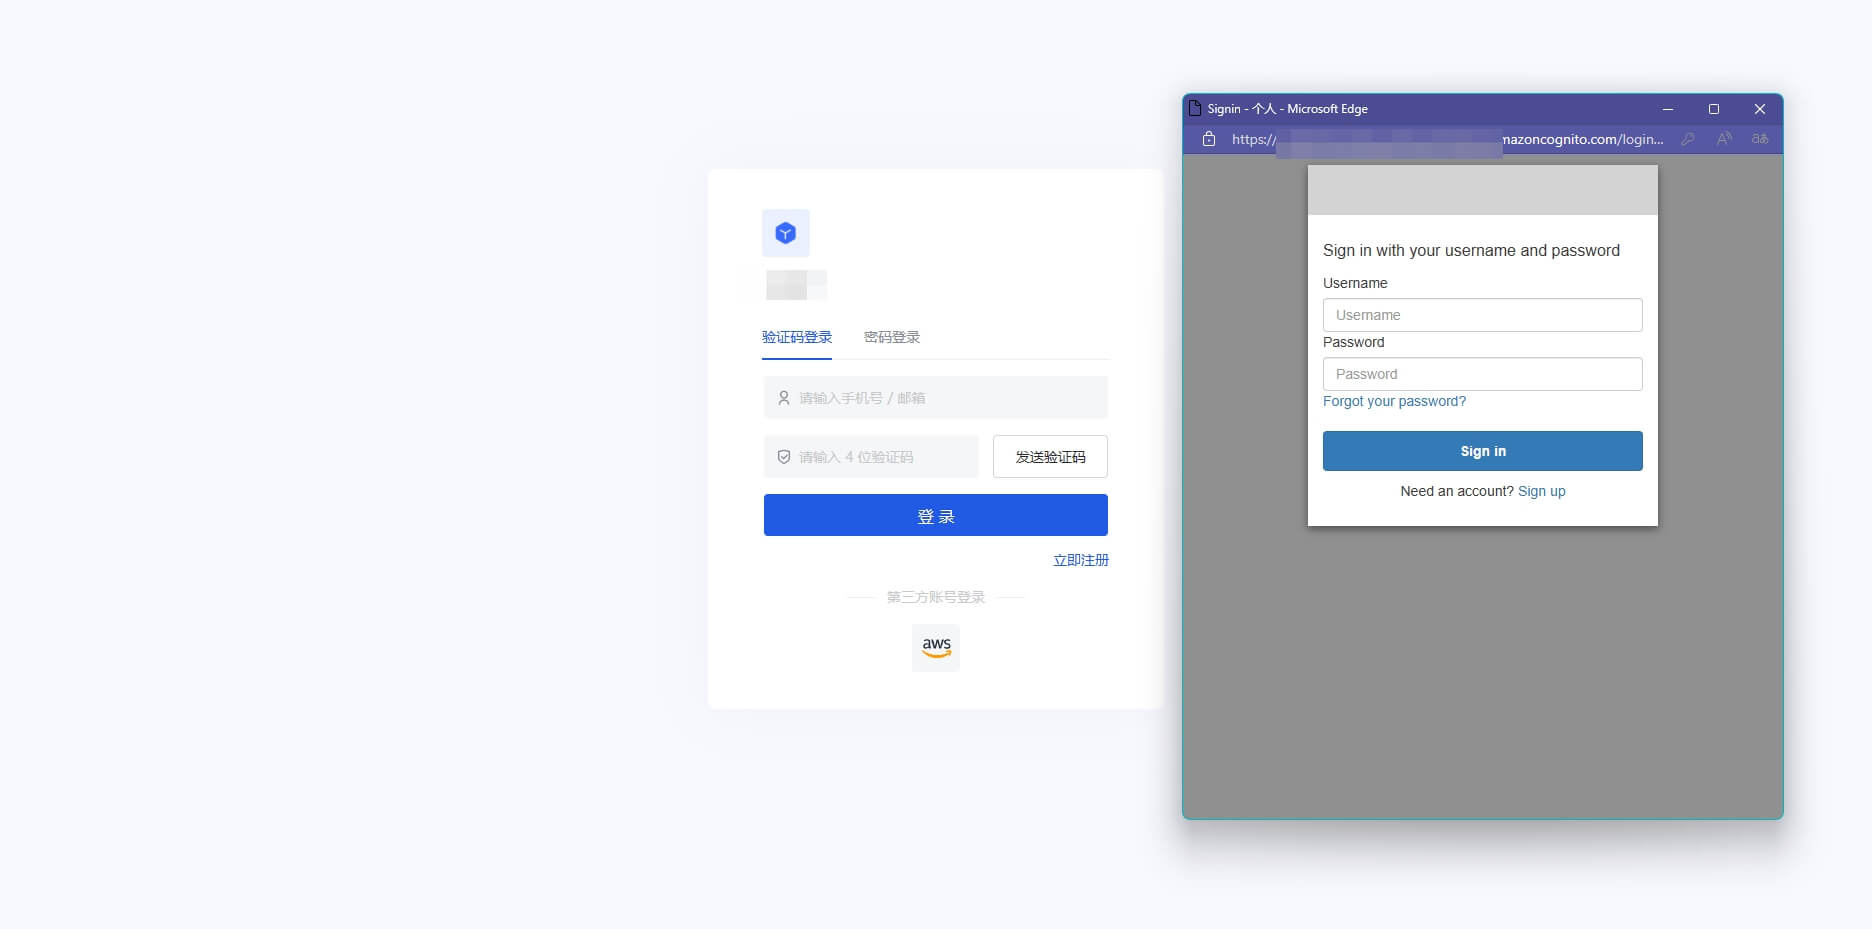 验证码登录 密码登录
请输入手机号 / 邮箱
请输入 4 位验证码 发送验证码
登 录
立即注册
第三方账号登录
aws
Signin - 个人 - Microsoft Edge
https:// mazoncognito.com/login...
Sign in with your username and password
Username
Username
Password
Password
Forgot your password?
Sign in
Need an account? Sign up